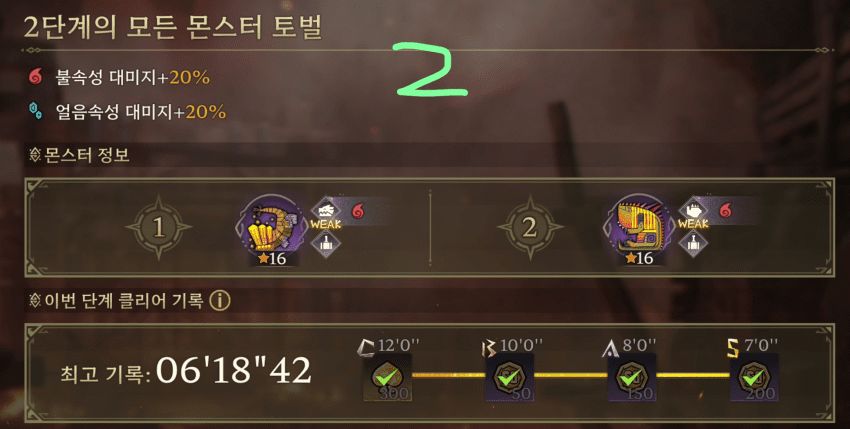 2단계의 모든 몬스터 토벌
2
불속성 대미지+20%
얼음속성 대미지+20%
몬스터 정보
1 WEAK 16
2 WEAK 16
이번 단계 클리어 기록 i
최고 기록: 06'18"42
C 12'0'' B 10'0'' A 8'0'' S 7'0''
300 50 150 200